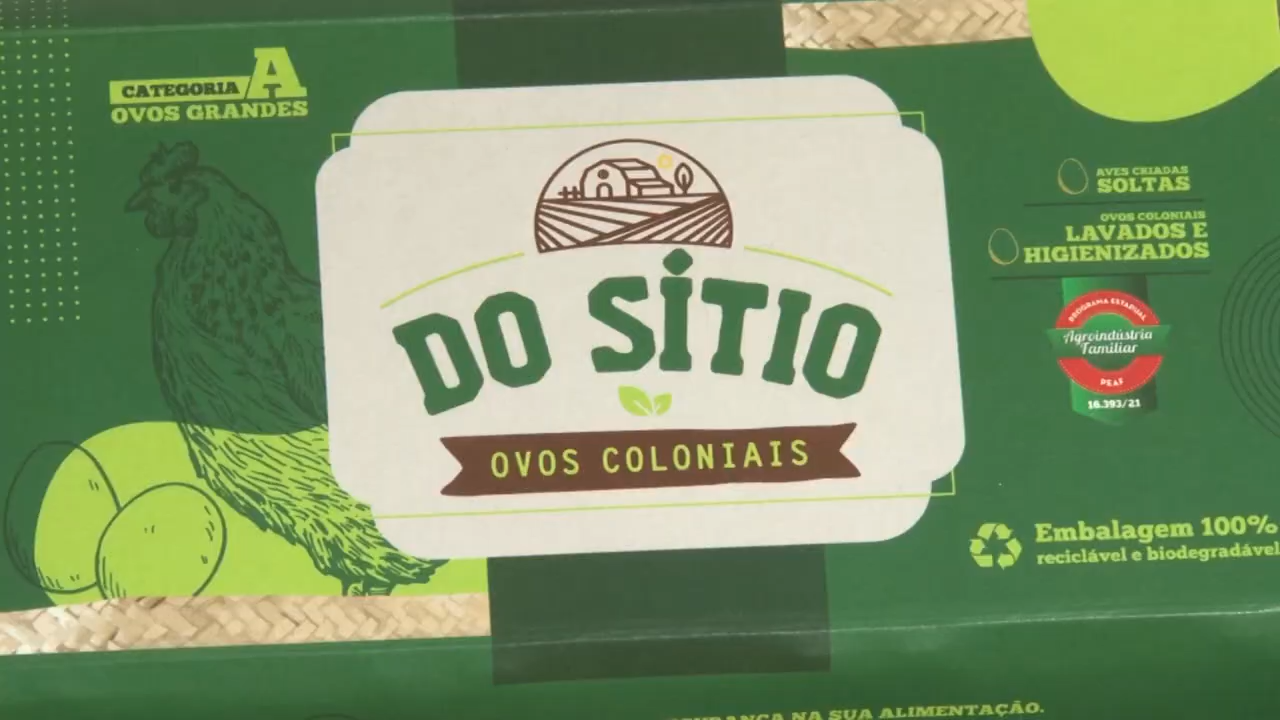 CATEGORIA A
OVOS GRANDES
DO SÍTIO
OVOS COLONIAIS
AVES CRIADAS
SOLTAS
OVOS COLONIAIS
LAVADOS E
HIGIENIZADOS
PROGRAMA ESTADUAL
Agroindústria
Familiar
PEAF
16.393/21
Embalagem 100%
reciclável e biodegradável
NA SUA ALIMENTAÇÃO.